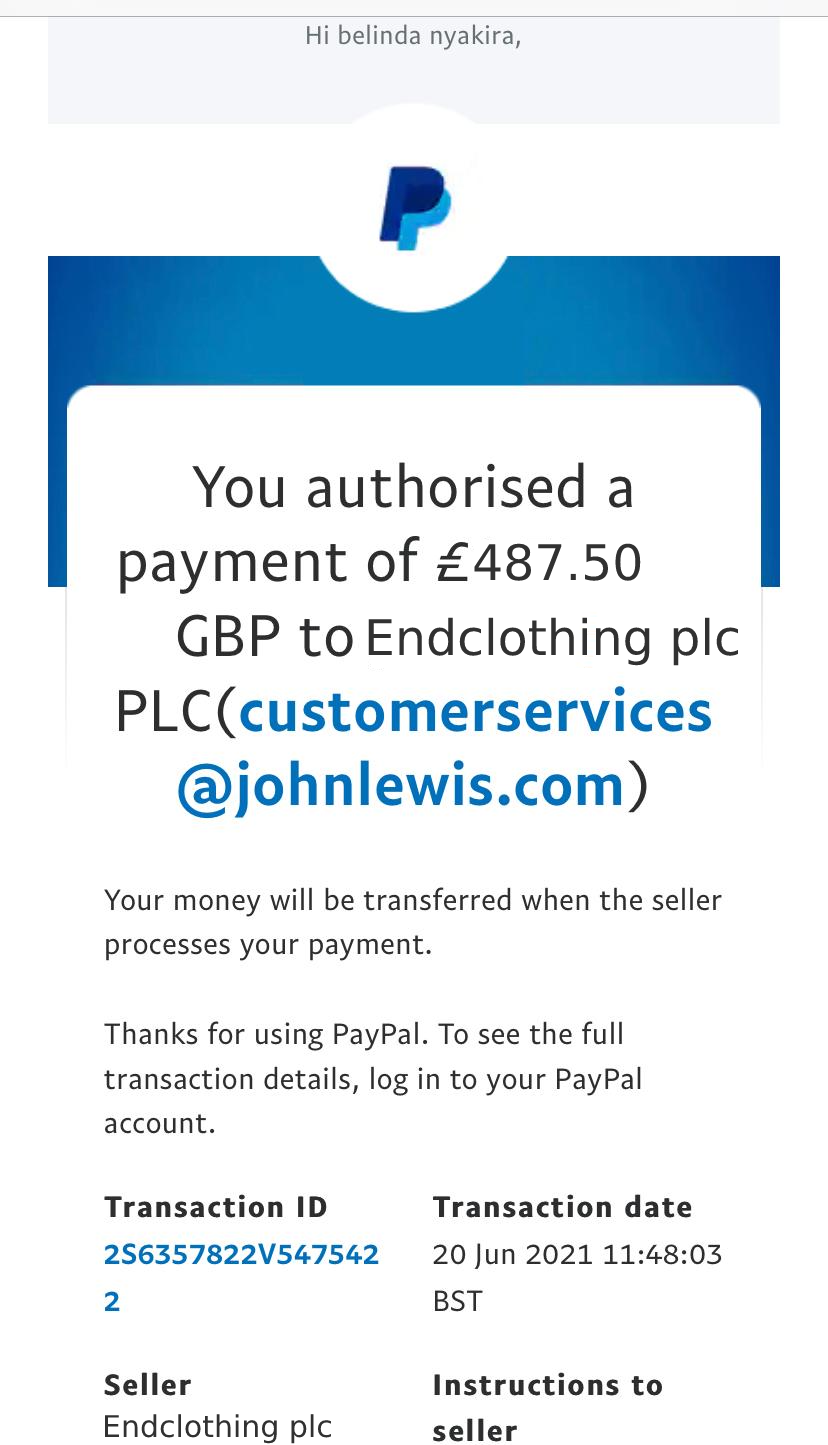 Hi belinda nyakira,
You authorised a
payment of £487.50
GBP to Endclothing plc
PLC(customerservices
@johnlewis.com)
Your money will be transferred when the seller
processes your payment.
Thanks for using PayPal. To see the full
transaction details, log in to your PayPal
account.
Transaction ID
2S6357822V547542
2
Transaction date
20 Jun 2021 11:48:03
BST
Seller
Endclothing plc
Instructions to
seller